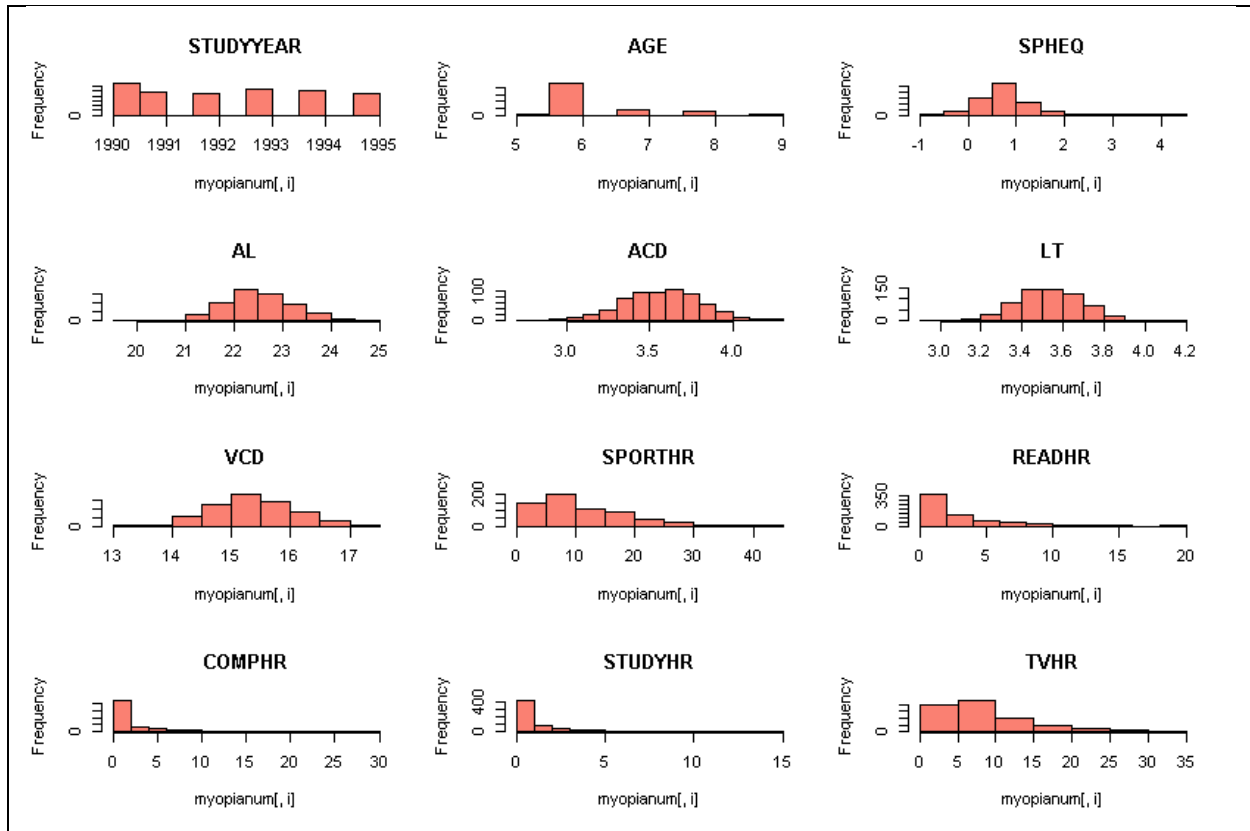 STUDYYEAR AGE SPHEQ
Frequency Frequency Frequency
0 0 0
1990 1991 1992 1993 1994 1995 5 6 7 8 9 -1 0 1 2 3 4
myopianum[, i] myopianum[, i] myopianum[, i]
AL ACD LT
Frequency Frequency Frequency
0 0 100 0 150
20 21 22 23 24 25 3.0 3.5 4.0 3.0 3.2 3.4 3.6 3.8 4.0 4.2
myopianum[, i] myopianum[, i] myopianum[, i]
VCD SPORTHR READHR
Frequency Frequency Frequency
0 0 200 0 350
13 14 15 16 17 0 10 20 30 40 0 5 10 15 20
myopianum[, i] myopianum[, i] myopianum[, i]
COMPHR STUDYHR TVHR
Frequency Frequency Frequency
0 0 400 0
0 5 10 15 20 25 30 0 5 10 15 0 5 10 15 20 25 30 35
myopianum[, i] myopianum[, i] myopianum[, i]